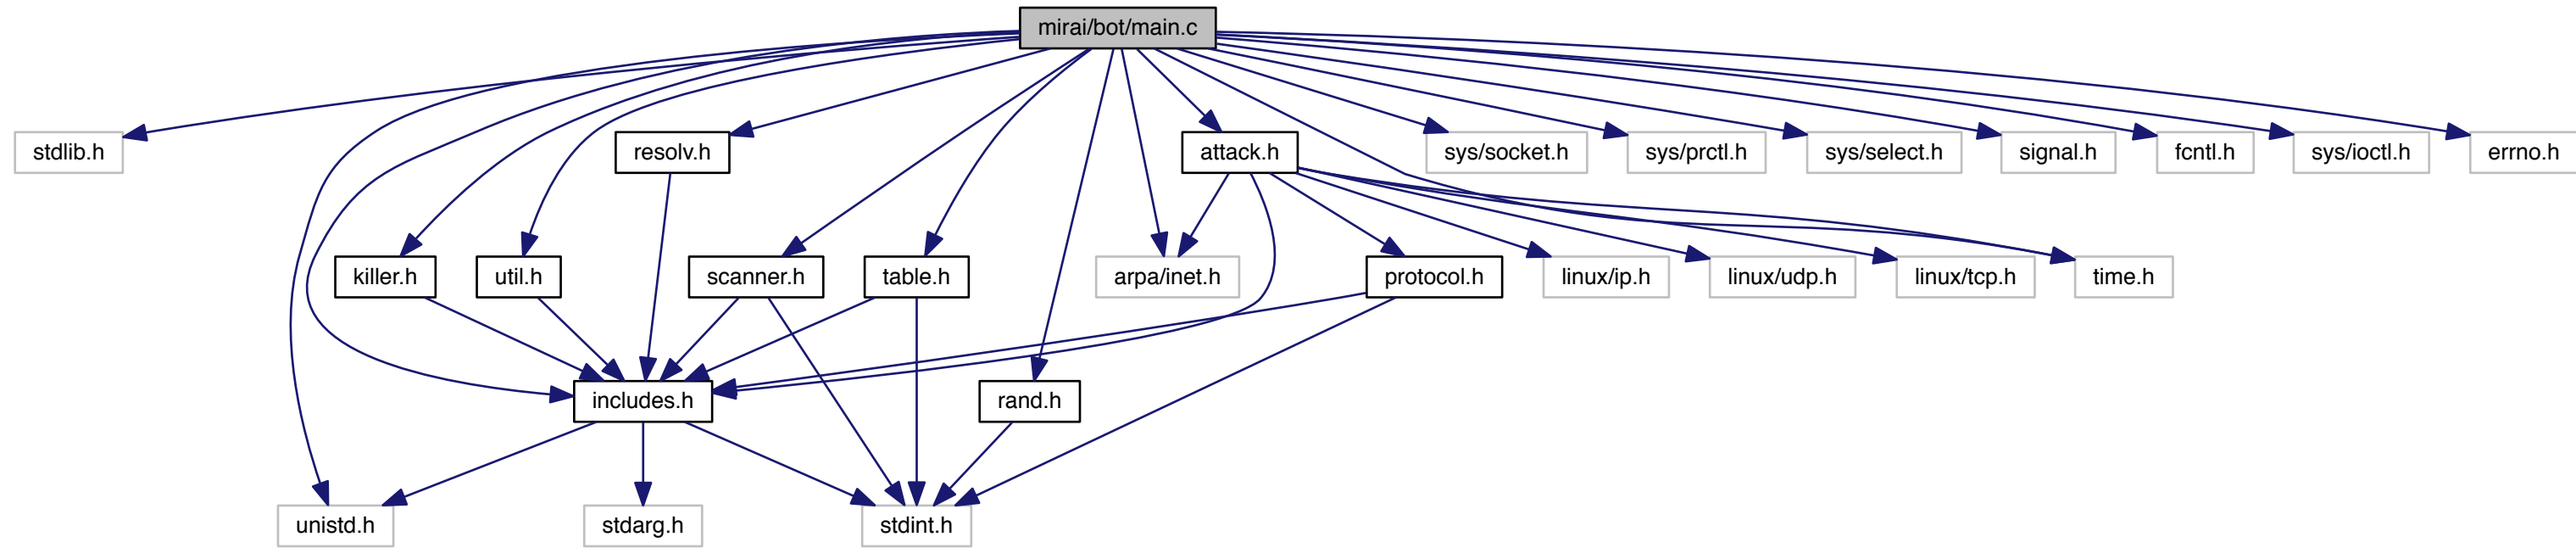 mirai/bot/main.c
stdlib.h
resolv.h
attack.h
sys/socket.h
sys/prctl.h
sys/select.h
signal.h
fcntl.h
sys/ioctl.h
errno.h
killer.h
util.h
scanner.h
table.h
arpa/inet.h
protocol.h
linux/ip.h
linux/udp.h
linux/tcp.h
time.h
includes.h
rand.h
unistd.h
stdarg.h
stdint.h